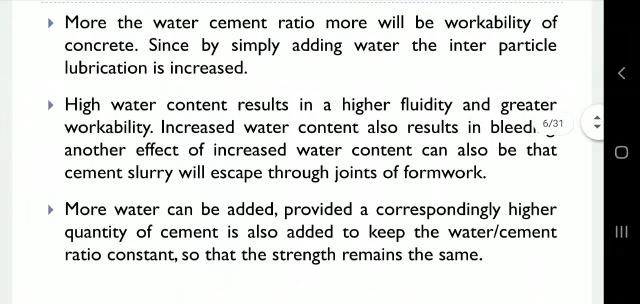 More the water cement ratio more will be workability of
concrete. Since by simply adding water the inter particle
lubrication is increased.
High water content results in a higher fluidity and greater
workability. Increased water content also results in
another effect of increased water content can also be that
cement slurry will escape through joints of formwork.
More water can be added, provided a correspondingly higher
quantity of cement is also added to keep the water/cement
ratio constant, so that the strength remains the same.
6/31